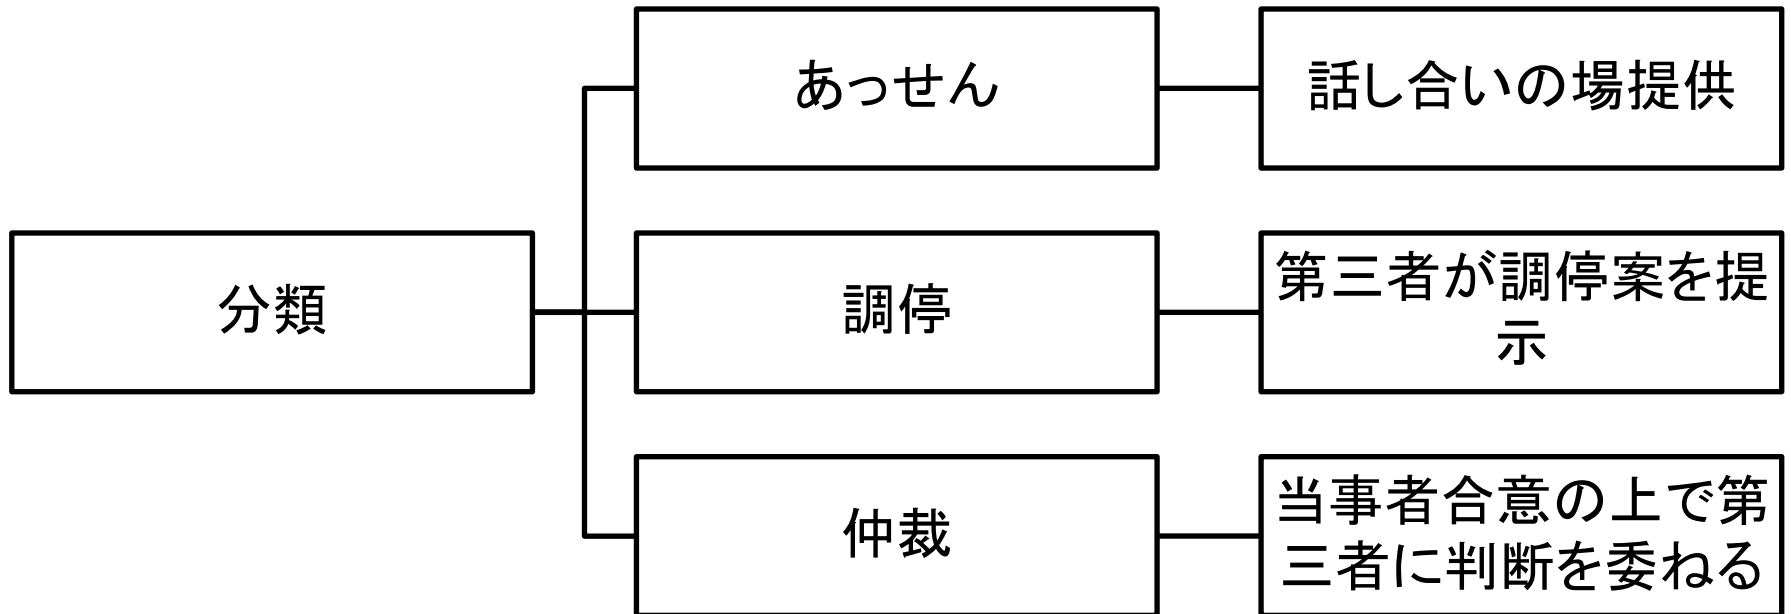 あっせん
話し合いの場提供
分類
調停
第三者が調停案を提
示
仲裁
当事者合意の上で第
三者に判断を委ねる